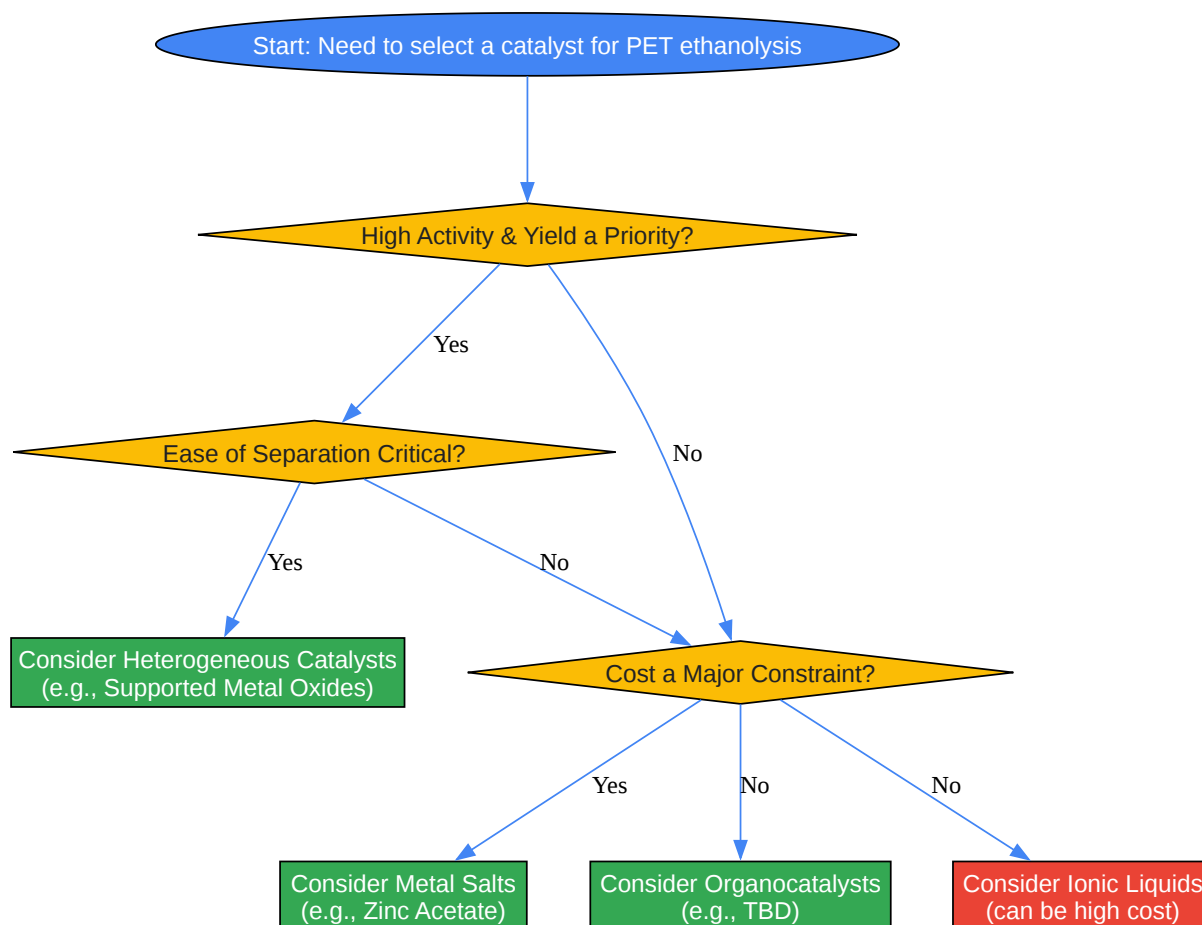 Start: Need to select a catalyst for PET ethanolysis
High Activity & Yield a Priority?
Yes
Ease of Separation Critical?
No
Yes
No
Consider Heterogeneous Catalysts
(e.g., Supported Metal Oxides)
Cost a Major Constraint?
Yes
No
No
Consider Metal Salts
(e.g., Zinc Acetate)
Consider Organocatalysts
(e.g., TBD)
Consider Ionic Liquids
(can be high cost)